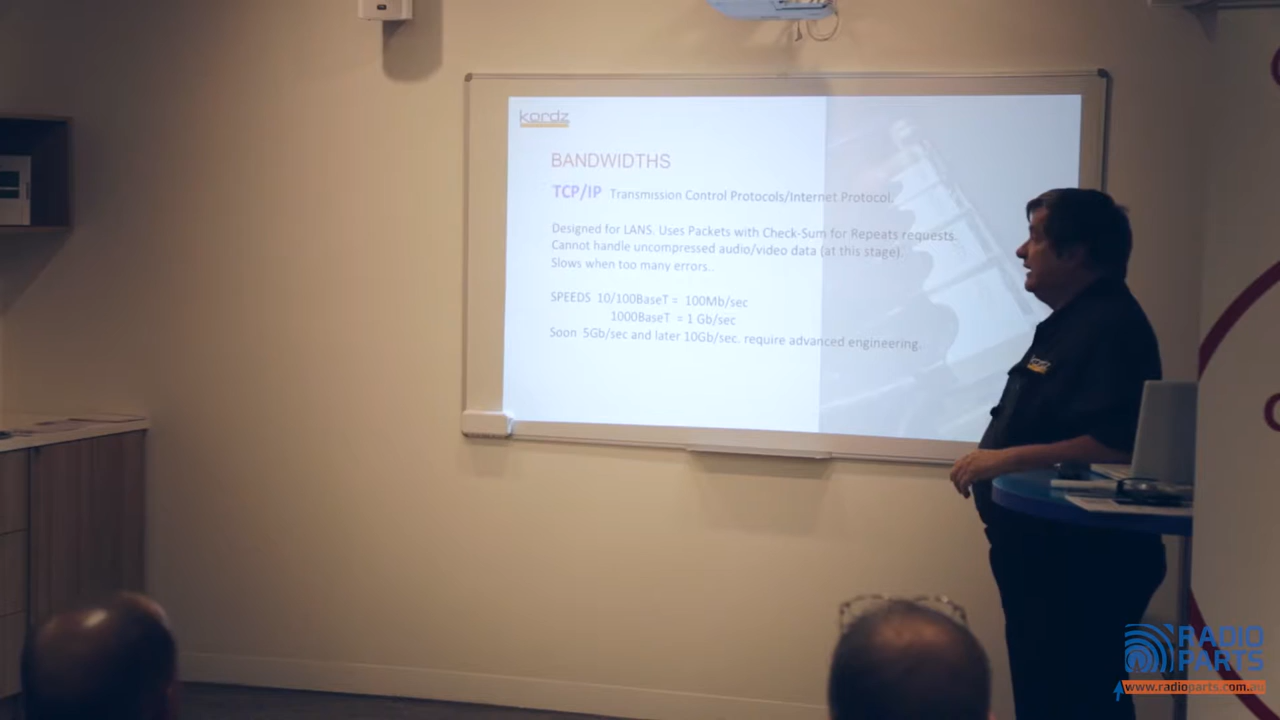 kordz
BANDWIDTHS
TCP/IP Transmission Control Protocols/Internet Protocol.
Designed for LANS. Uses Packets with Check-Sum for Repeats requests.
Cannot handle uncompressed audio/video data (at this stage).
Slows when too many errors..
SPEEDS 10/100BaseT = 100Mb/sec
1000BaseT = 1 Gb/sec
Soon 5Gb/sec and later 10Gb/sec. require advanced engineering.
kordz
RADIO
PARTS
www.radioparts.com.au